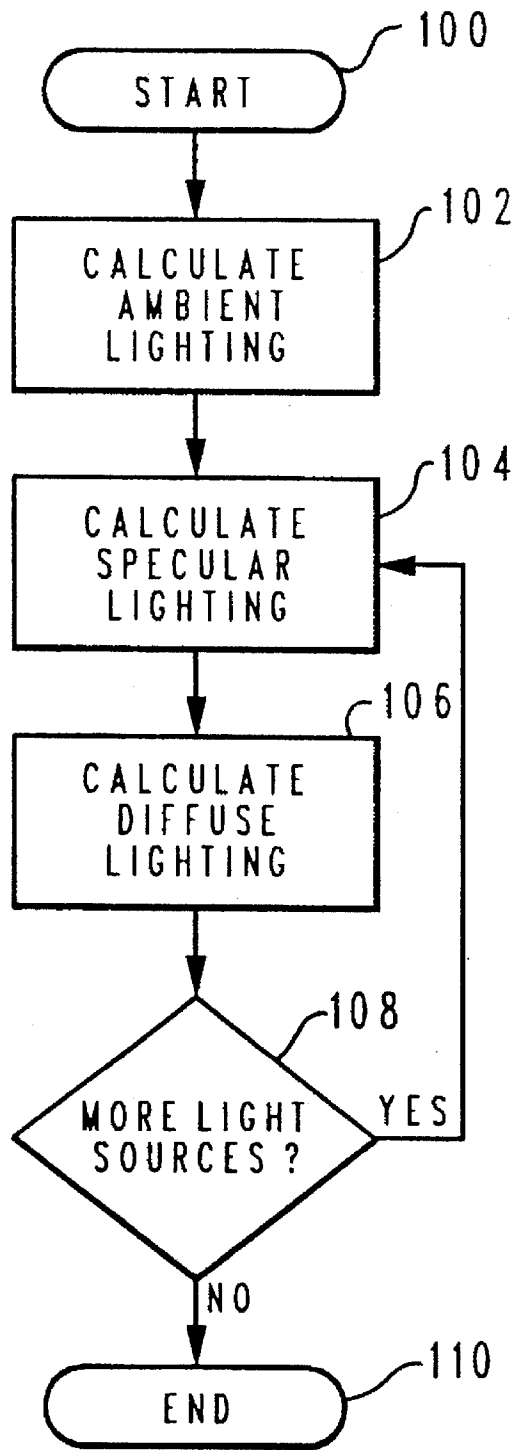 100
START
102
CALCULATE
AMBIENT
LIGHTING
104
CALCULATE
SPECULAR
LIGHTING
106
CALCULATE
DIFFUSE
LIGHTING
108
MORE LIGHT
SOURCES ?
YES
NO
110
END